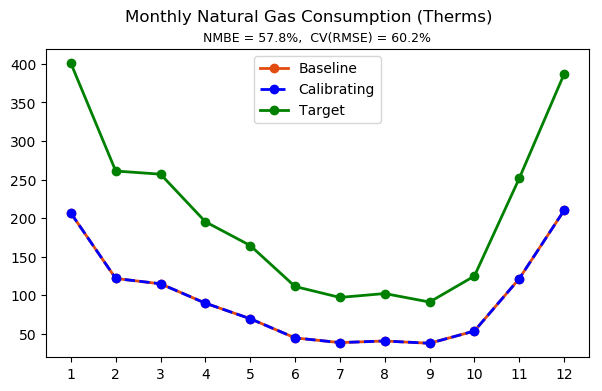 Monthly Natural Gas Consumption (Therms)
NMBE = 57.8%,  CV(RMSE) = 60.2%
Baseline
Calibrating
Target
400
350
300
250
200
150
100
50
1 2 3 4 5 6 7 8 9 10 11 12